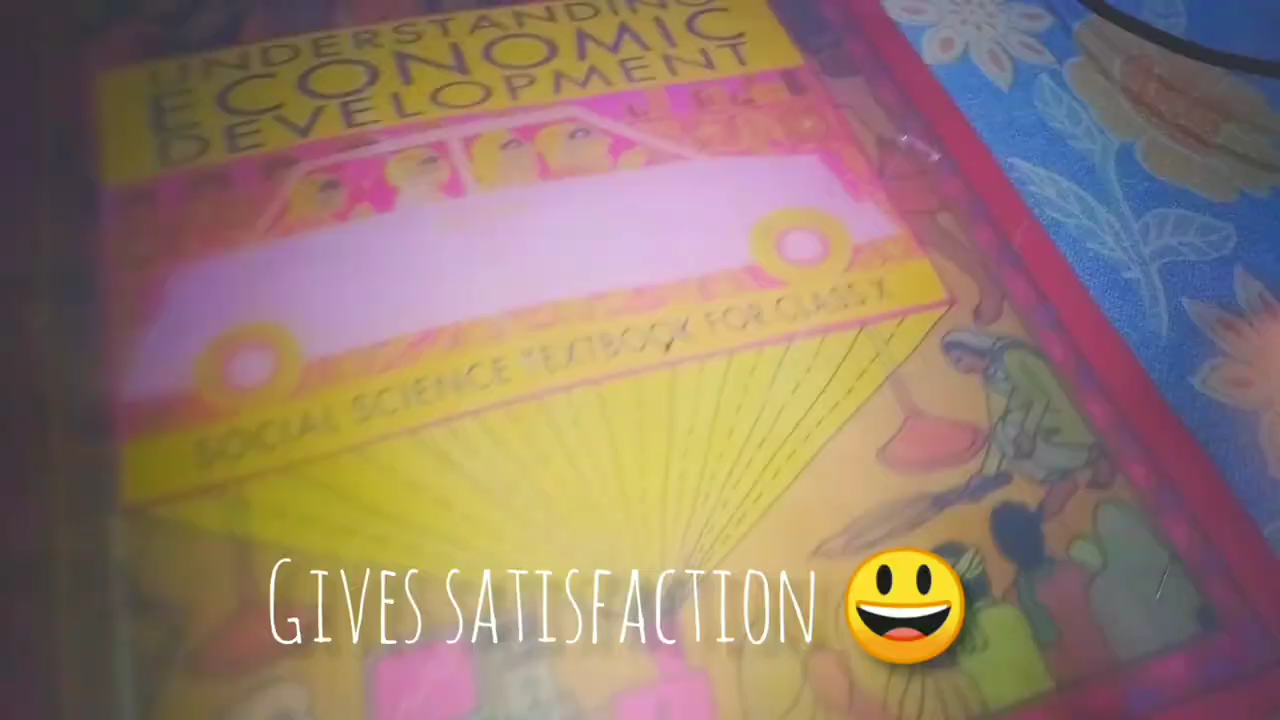 UNDERSTANDING
ECONOMIC
DEVELOPMENT
SOCIAL SCIENCE TEXTBOOK FOR CLASS X
GIVES SATISFACTION 😃